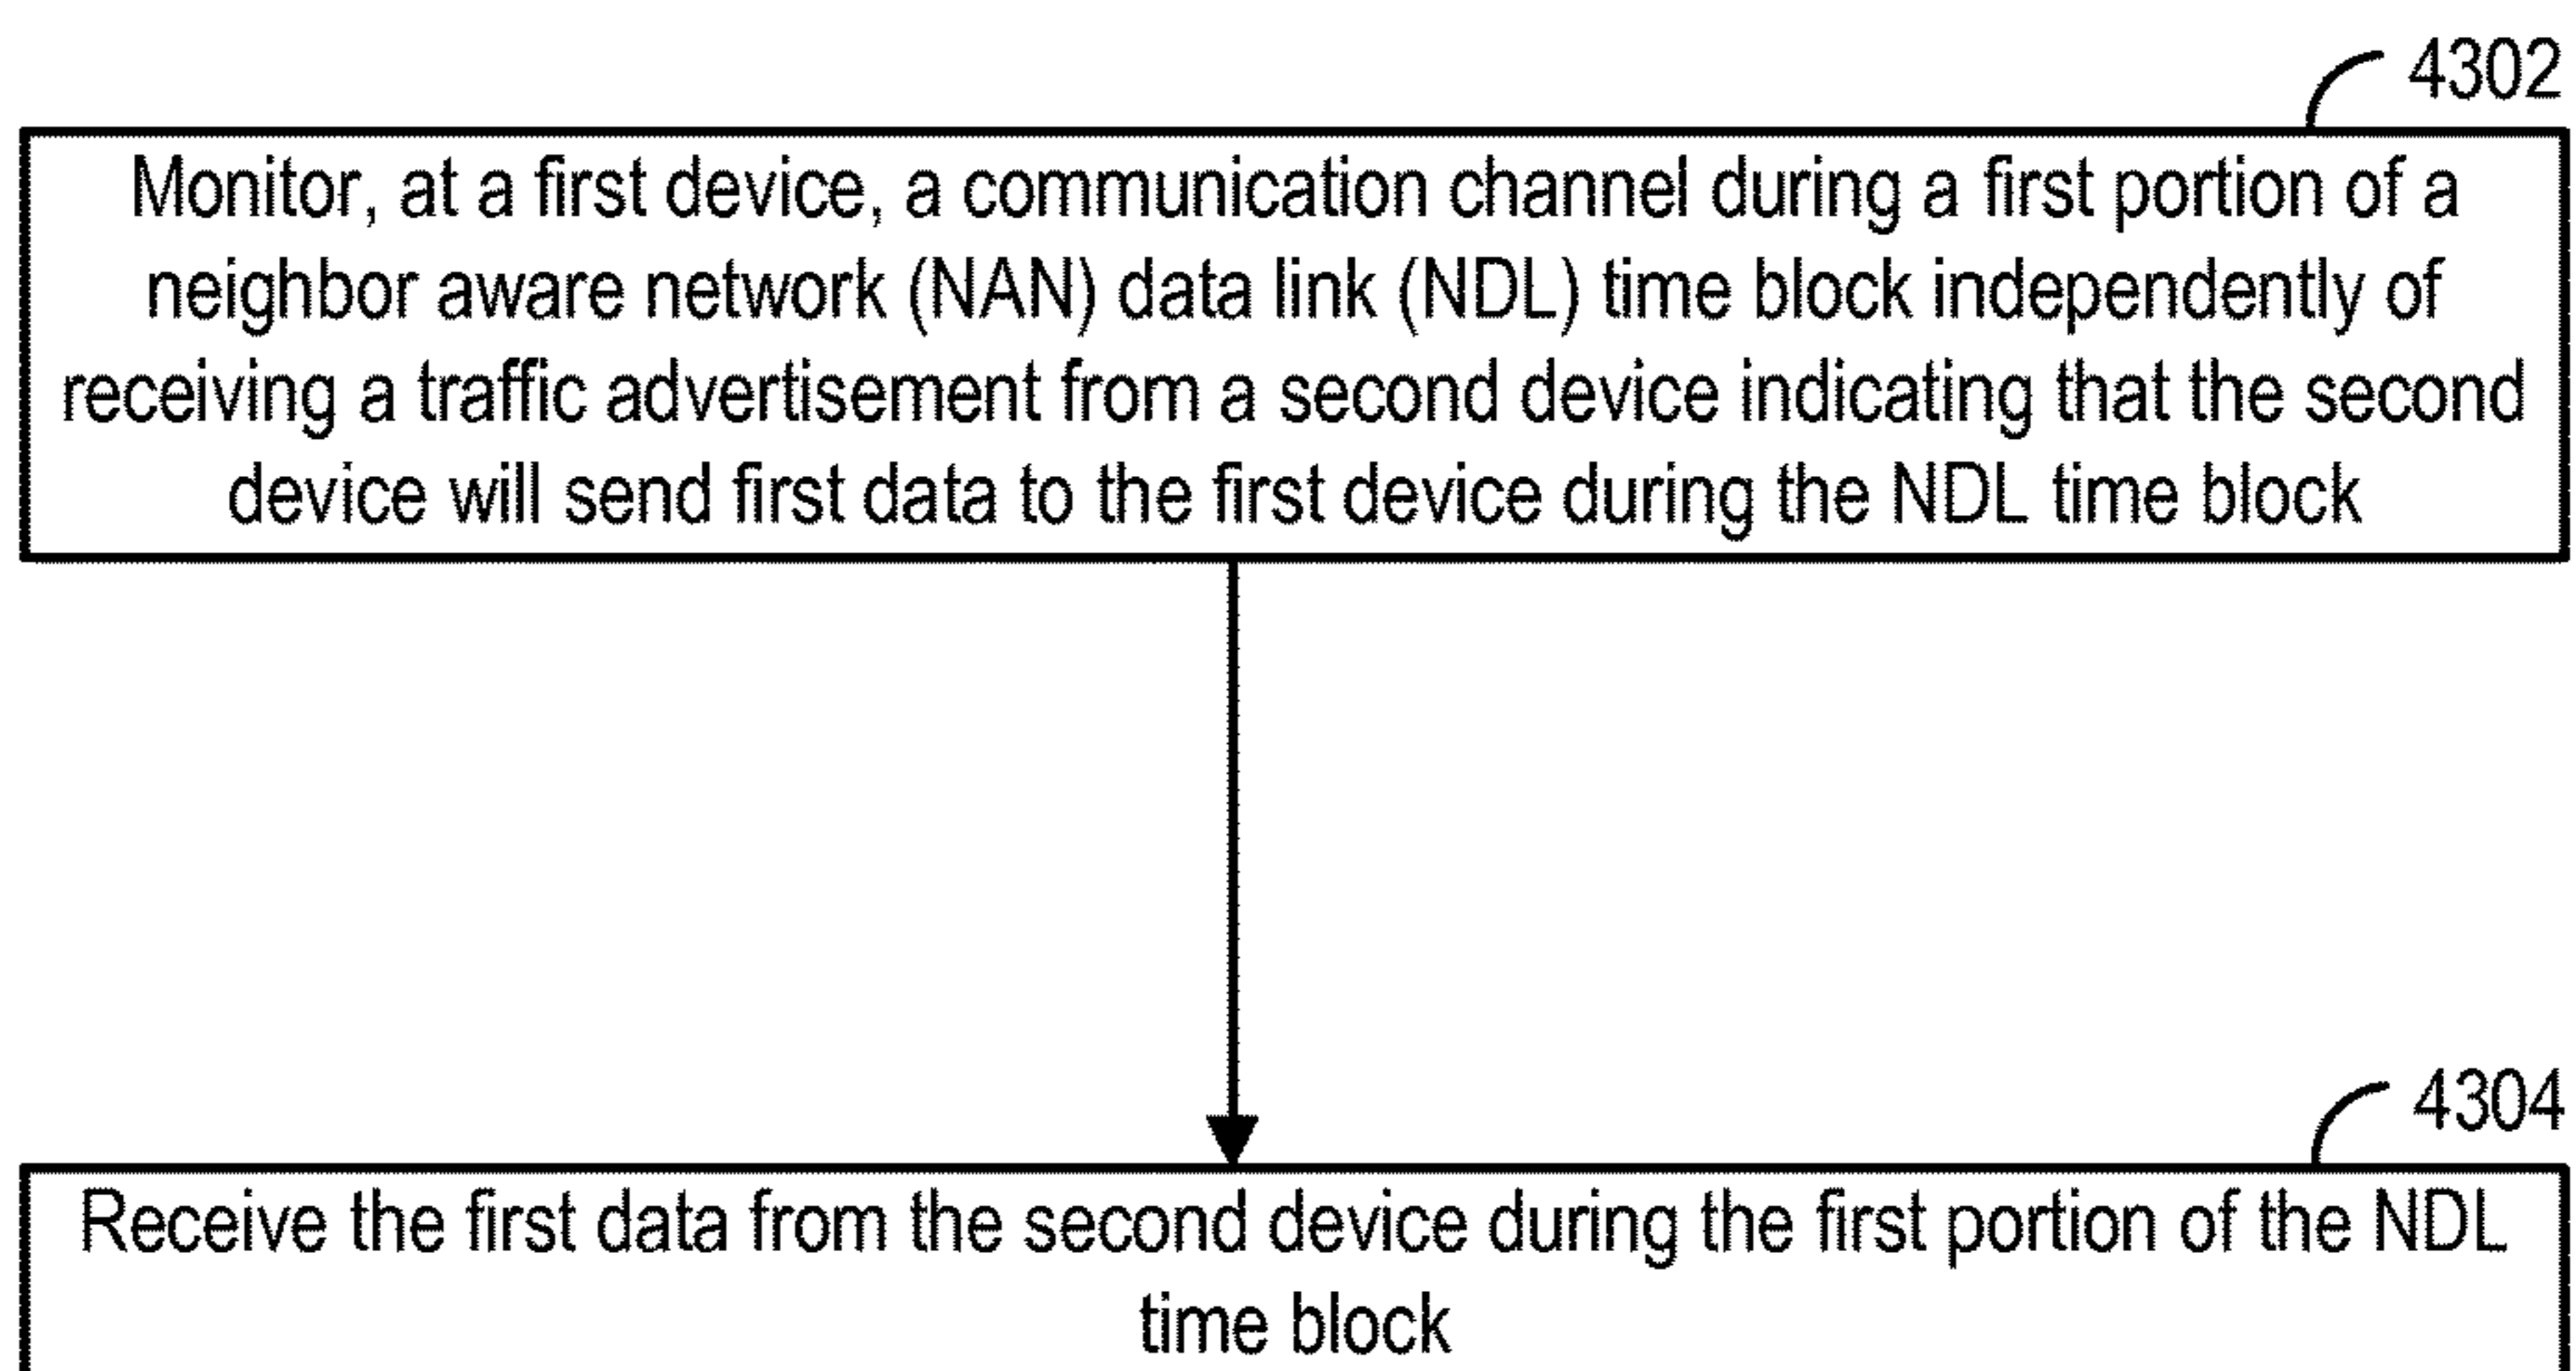 4302
Monitor, at a first device, a communication channel during a first portion of a
neighbor aware network (NAN) data link (NDL) time block independently of
receiving a traffic advertisement from a second device indicating that the second
device will send first data to the first device during the NDL time block
4304
Receive the first data from the second device during the first portion of the NDL
time block